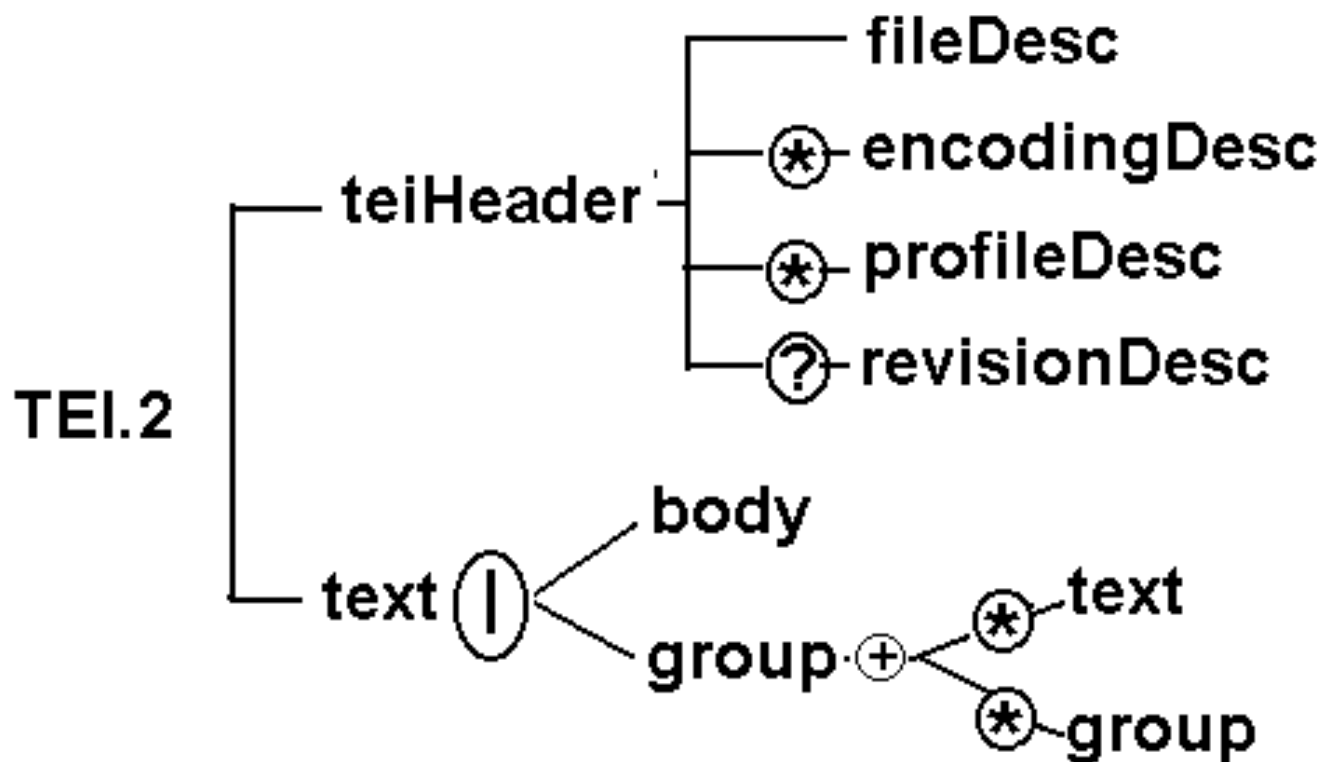 fileDesc
* encodingDesc
teiHeader
* profileDesc
? revisionDesc
TEI.2
body
text |
* text
group +
* group